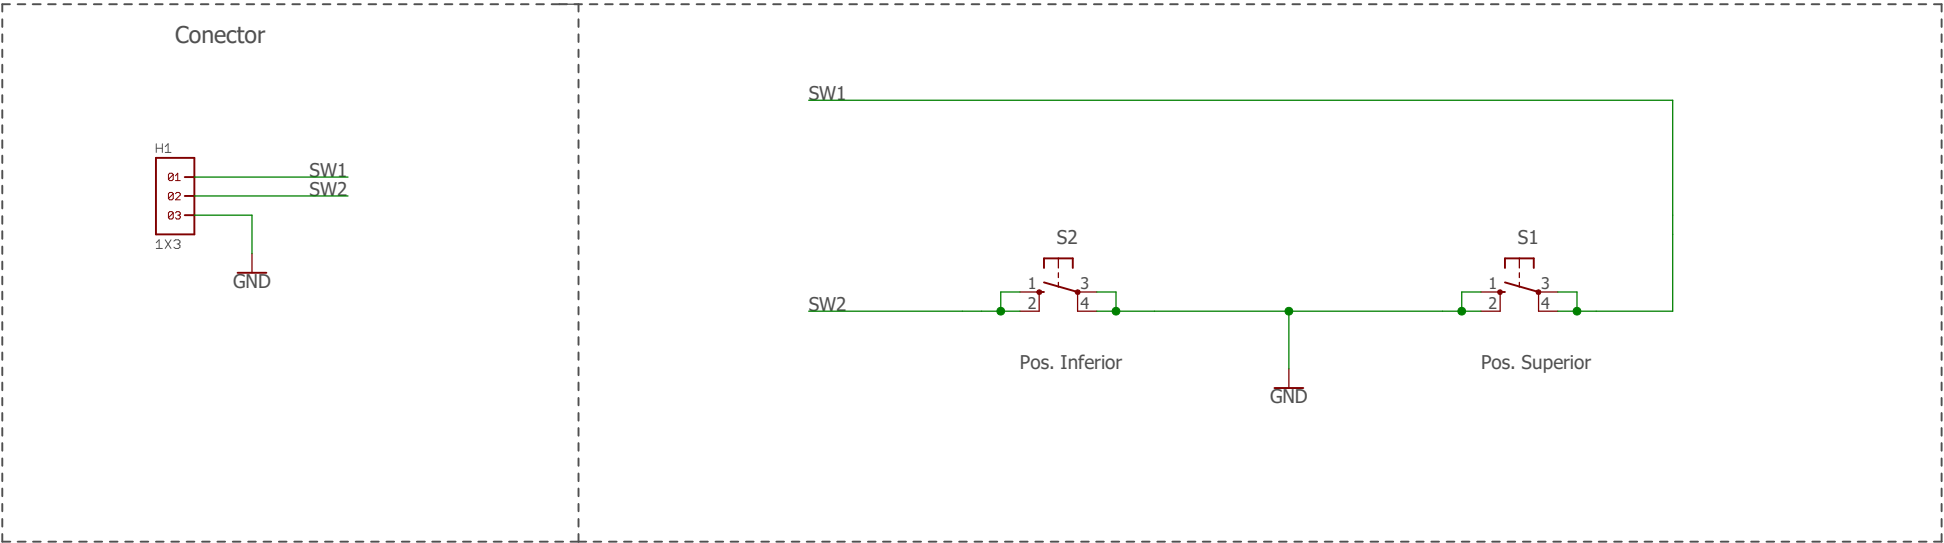 Conector
H1
01
02
03
SW1
SW2
1X3
GND
SW1
S2
S1
1
2
3
4
1
2
3
4
SW2
Pos. Inferior
Pos. Superior
GND